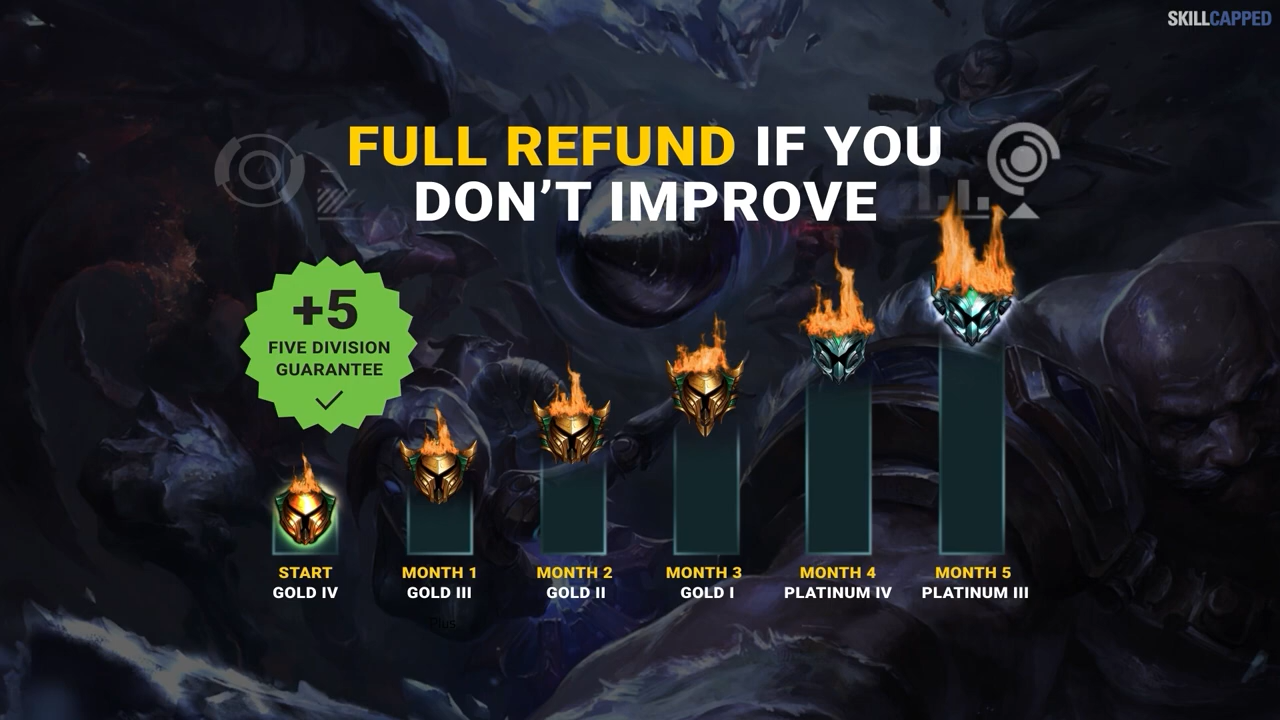 SKILLCAPPED
FULL REFUND IF YOU
DON'T IMPROVE
+5
FIVE DIVISION
GUARANTEE
START
GOLD IV
MONTH 1
GOLD III
MONTH 2
GOLD II
MONTH 3
GOLD I
MONTH 4
PLATINUM IV
MONTH 5
PLATINUM III
Plus